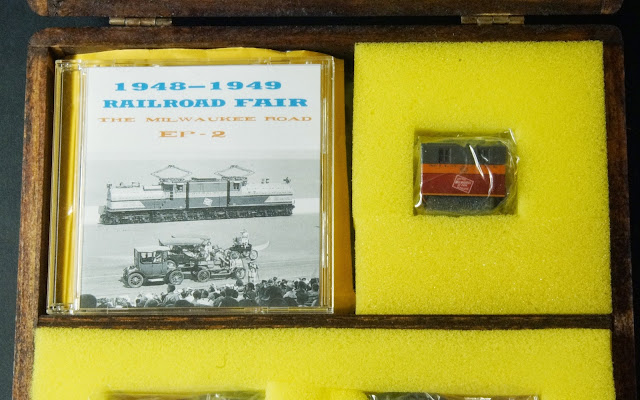 1948-1949
RAILROAD FAIR
THE MILWAUKEE ROAD
EP-2